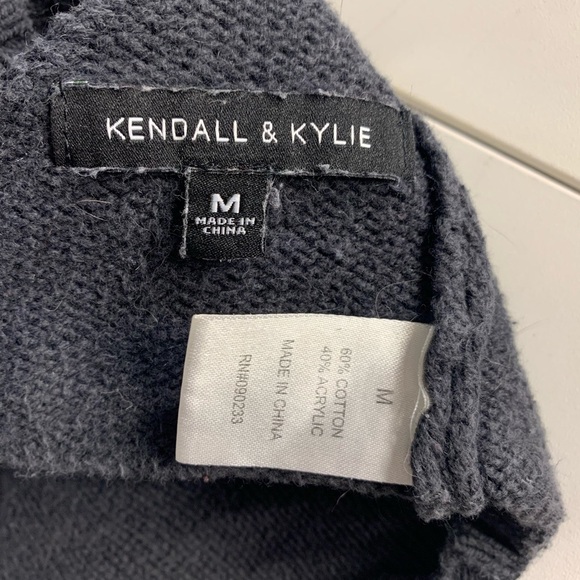 KENDALL & KYLIE
M
MADE IN
CHINA
M
60% COTTON
40% ACRYLIC
MADE IN CHINA
RN#090233